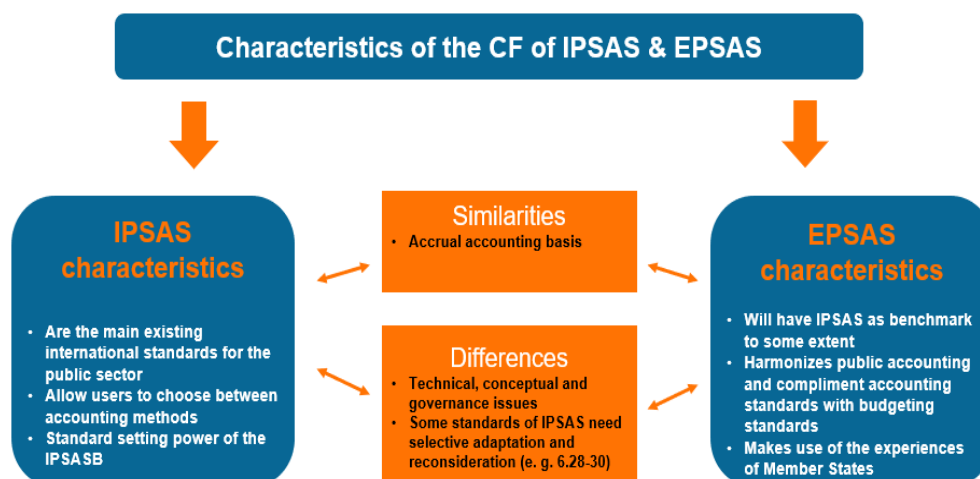 Characteristics of the CF of IPSAS & EPSAS
IPSAS
characteristics
• Are the main existing
international standards for the
public sector
• Allow users to choose between
accounting methods
• Standard setting power of the
IPSASB
Similarities
• Accrual accounting basis
Differences
• Technical, conceptual and
governance issues
• Some standards of IPSAS need
selective adaptation and
reconsideration (e. g. 6.28-30)
EPSAS
characteristics
• Will have IPSAS as benchmark
to some extent
• Harmonizes public accounting
and compliment accounting
standards with budgeting
standards
• Makes use of the experiences
of Member States